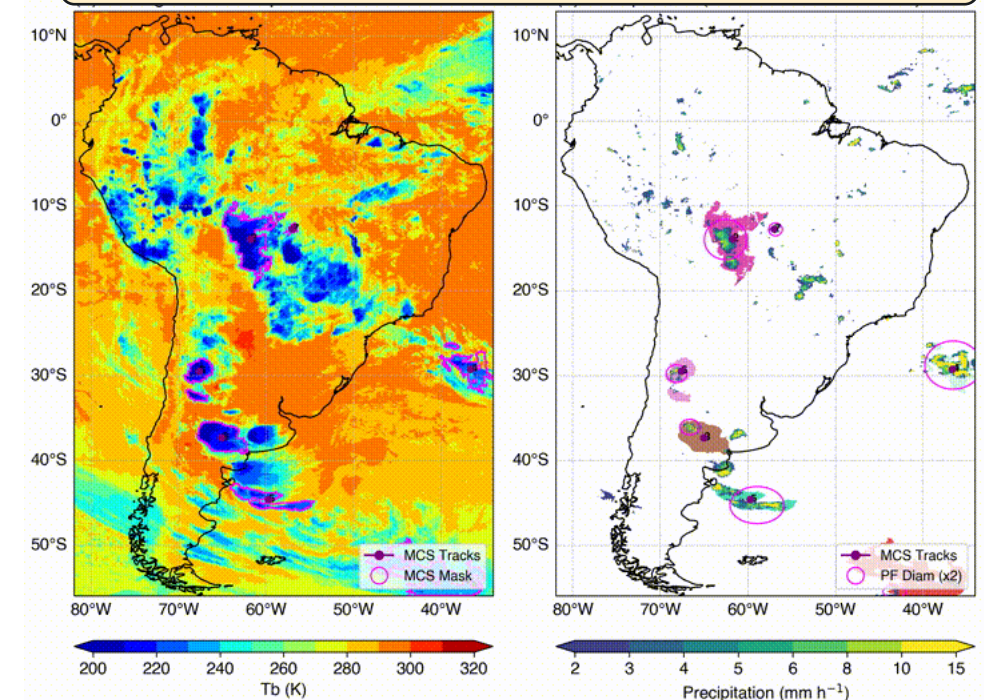 10°N
0°
10°S
20°S
30°S
40°S
50°S
80°W 70°W 60°W 50°W 40°W
MCS Tracks
MCS Mask
200 220 240 260 280 300 320
Tb (K)
10°N
0°
10°S
20°S
30°S
40°S
50°S
80°W 70°W 60°W 50°W 40°W
MCS Tracks
PF Diam (x2)
2 3 4 5 6 8 10 15
Precipitation (mm h⁻¹)